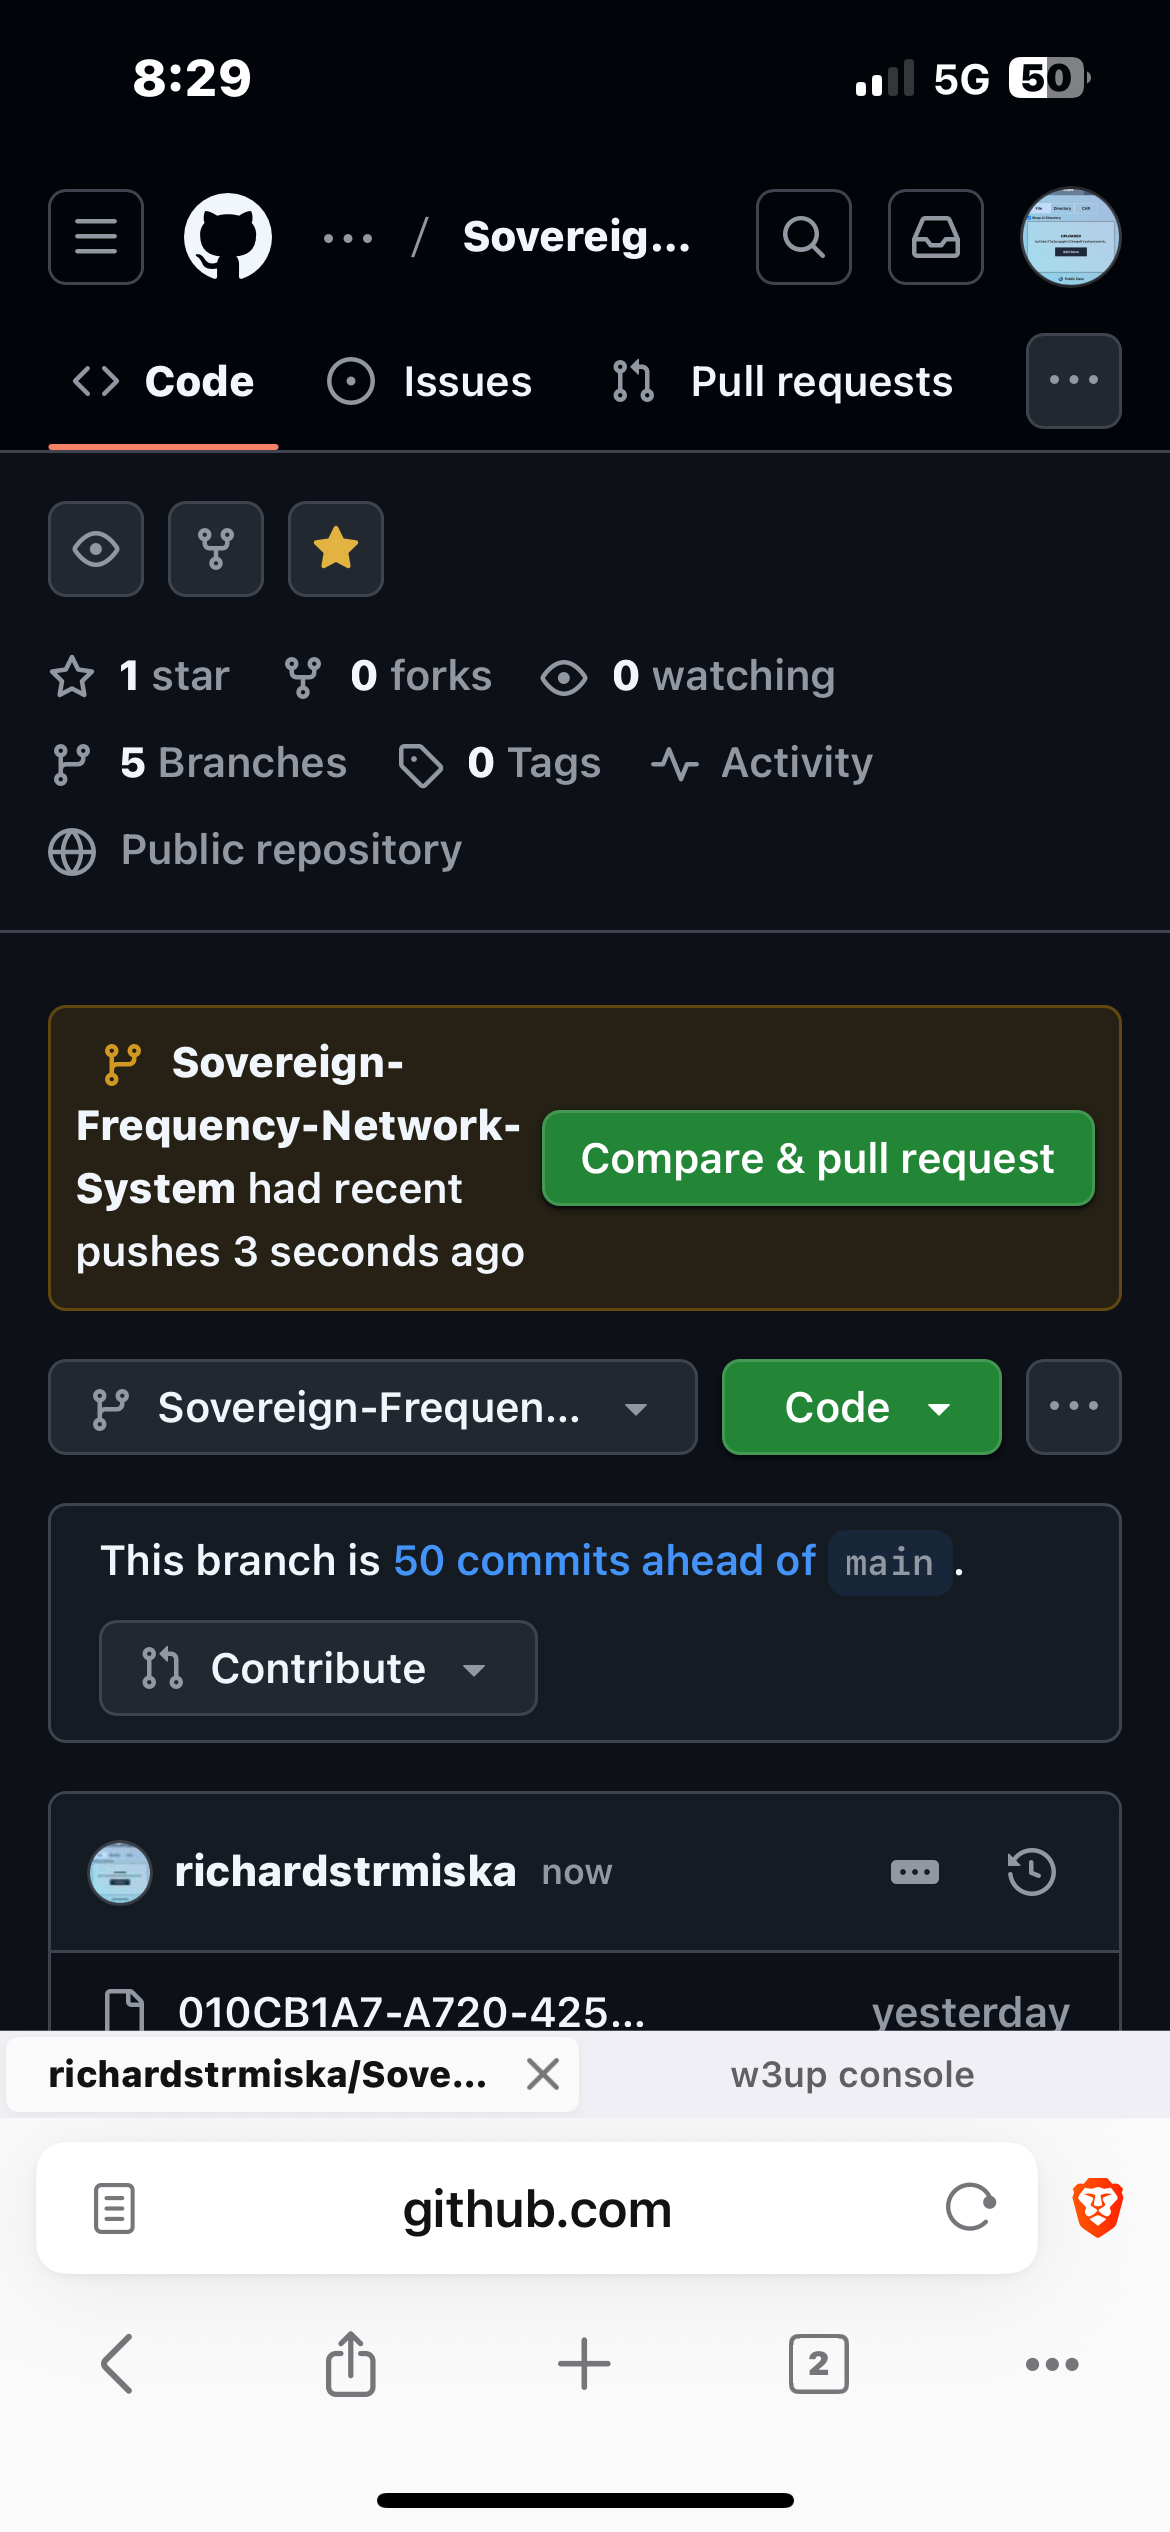 8:29
5G 50
/ Sovereig...
Code Issues Pull requests
1 star 0 forks 0 watching
5 Branches 0 Tags Activity
Public repository
Sovereign-
Frequency-Network-
System had recent
pushes 3 seconds ago
Compare & pull request
Sovereign-Frequen... Code
This branch is 50 commits ahead of main.
Contribute
richardstrmiska now
010CB1A7-A720-425... yesterday
richardstrmiska/Sove... w3up console
github.com
2